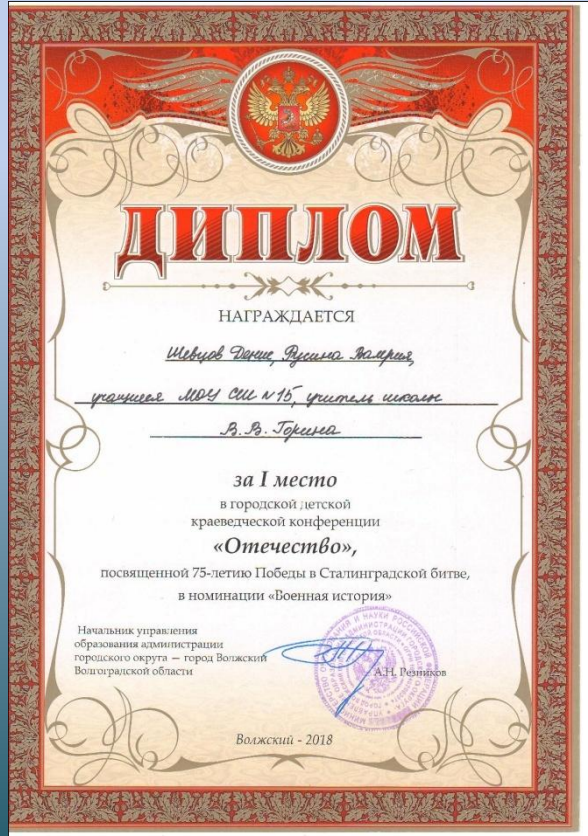 ДИПЛОМ
НАГРАЖДАЕТСЯ
Шевцов Денис, Русина Валерия,
учащиеся МОУ СШ №15, учитель школы
В. В. Горина
за I место
в городской детской
краеведческой конференции
«Отечество»,
посвященной 75-летию Победы в Сталинградской битве,
в номинации «Военная история»
Начальник управления
образования администрации
городского округа — город Волжский
Волгоградской области
А.Н. Резников
Волжский - 2018